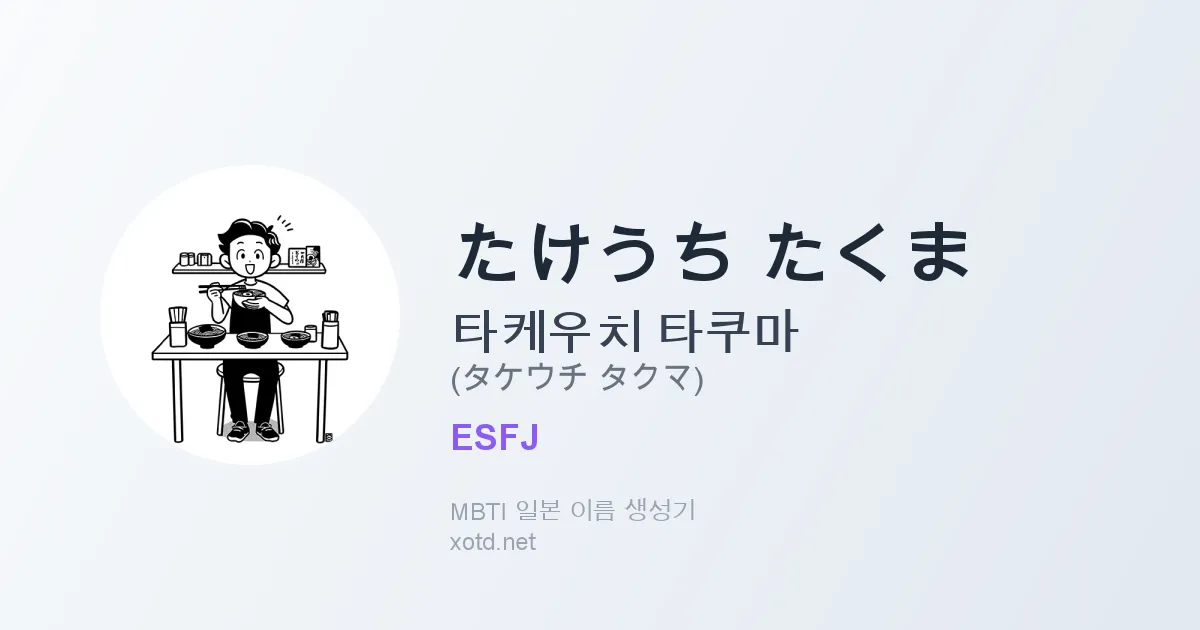 たけうち たくま
타케우치 타쿠마
(タケウチ タクマ)
ESFJ
MBTI 일본 이름 생성기
xotd.net